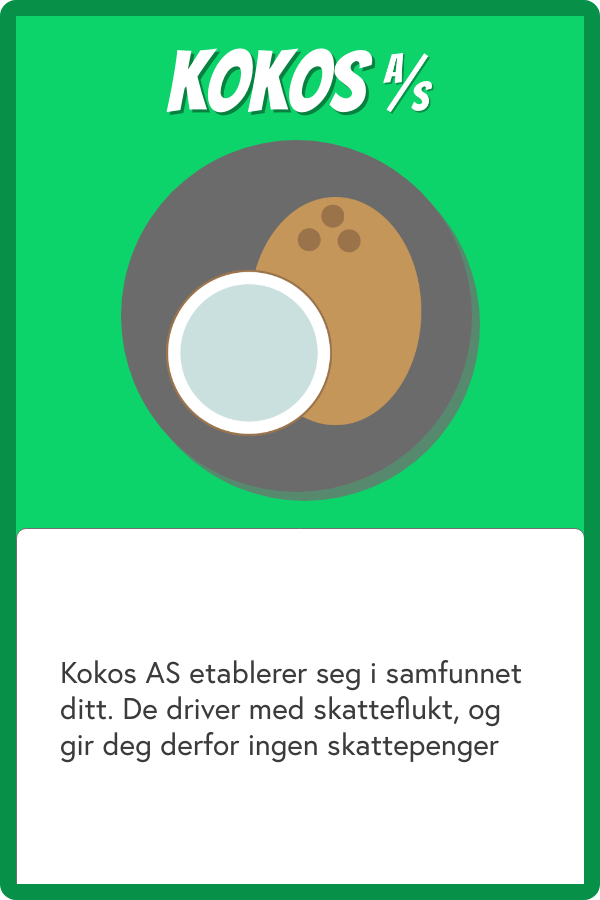 KOKOS A/S
Kokos AS etablerer seg i samfunnet
ditt. De driver med skatteflukt, og
gir deg derfor ingen skattepenger